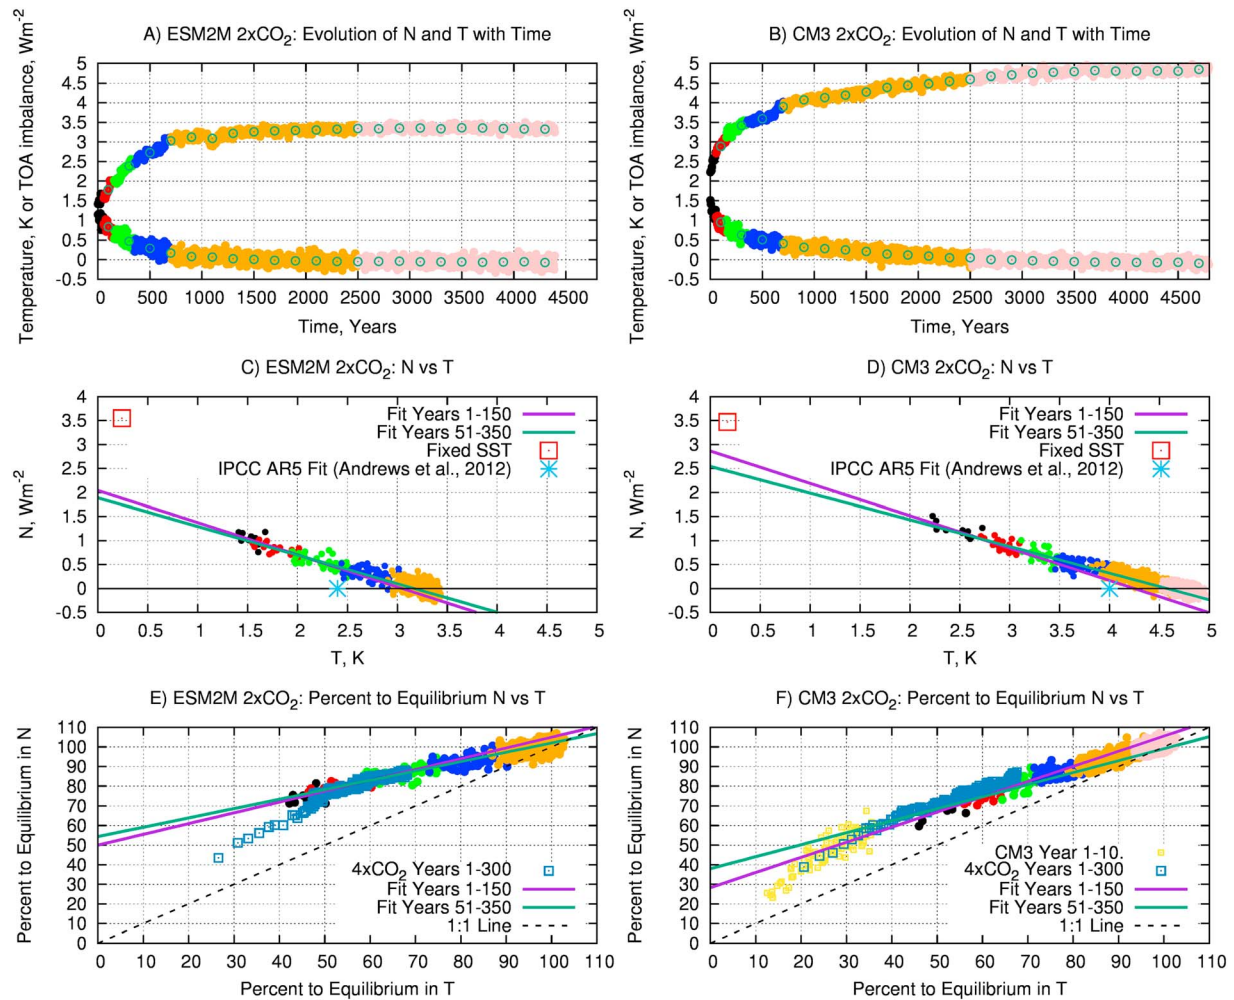 A) ESM2M 2xCO2: Evolution of N and T with Time
Temperature, K or TOA imbalance, Wm-2
5
4.5
4
3.5
3
2.5
2
1.5
1
0.5
0
-0.5
0 500 1000 1500 2000 2500 3000 3500 4000 4500
Time, Years
B) CM3 2xCO2: Evolution of N and T with Time
Temperature, K or TOA imbalance, Wm-2
5
4.5
4
3.5
3
2.5
2
1.5
1
0.5
0
-0.5
0 500 1000 1500 2000 2500 3000 3500 4000 4500
Time, Years
C) ESM2M 2xCO2: N vs T
N, Wm-2
4
3.5
3
2.5
2
1.5
1
0.5
0
-0.5
Fit Years 1-150
Fit Years 51-350
Fixed SST
IPCC AR5 Fit (Andrews et al., 2012)
0 0.5 1 1.5 2 2.5 3 3.5 4 4.5 5
T, K
D) CM3 2xCO2: N vs T
N, Wm-2
4
3.5
3
2.5
2
1.5
1
0.5
0
-0.5
Fit Years 1-150
Fit Years 51-350
Fixed SST
IPCC AR5 Fit (Andrews et al., 2012)
0 0.5 1 1.5 2 2.5 3 3.5 4 4.5 5
T, K
E) ESM2M 2xCO2: Percent to Equilibrium N vs T
Percent to Equilibrium in N
110
100
90
80
70
60
50
40
30
20
10
0
4xCO2 Years 1-300
Fit Years 1-150
Fit Years 51-350
1:1 Line
0 10 20 30 40 50 60 70 80 90 100 110
Percent to Equilibrium in T
F) CM3 2xCO2: Percent to Equilibrium N vs T
Percent to Equilibrium in N
110
100
90
80
70
60
50
40
30
20
10
0
CM3 Year 1-10.
4xCO2 Years 1-300
Fit Years 1-150
Fit Years 51-350
1:1 Line
0 10 20 30 40 50 60 70 80 90 100 110
Percent to Equilibrium in T